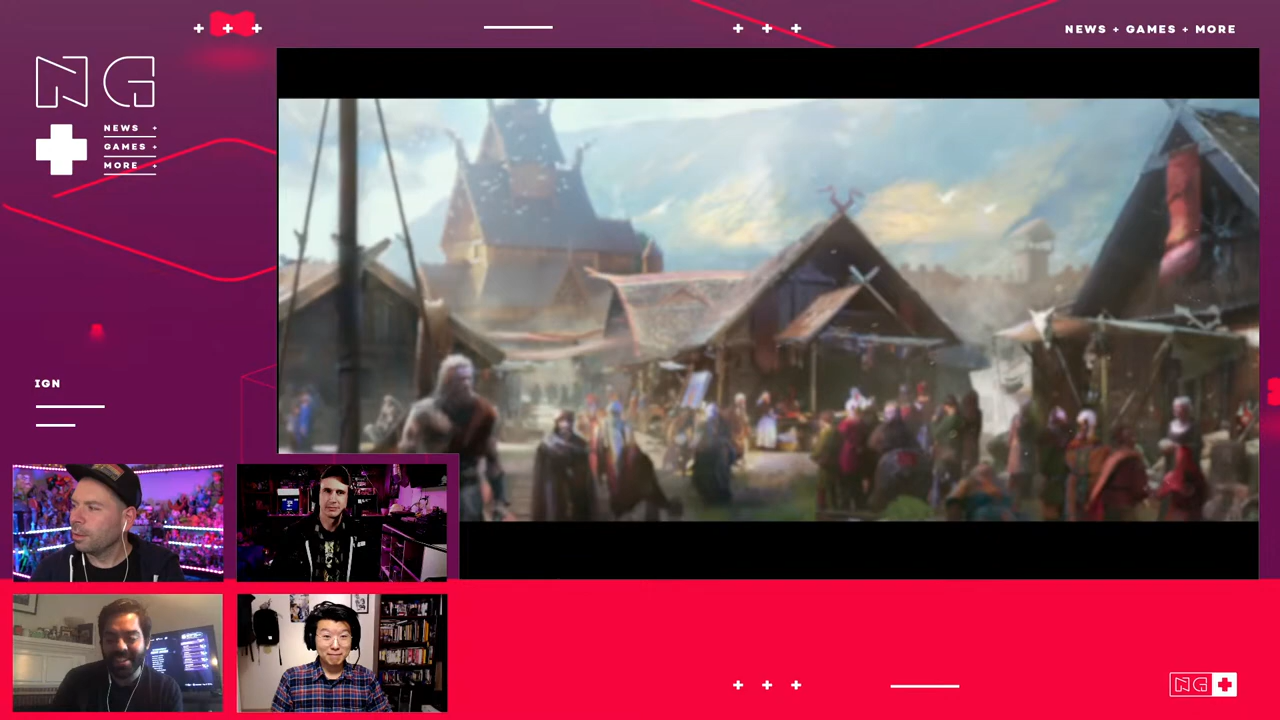 NEWS + GAMES + MORE
NG
NEWS +
GAMES +
MORE +
IGN
NG+